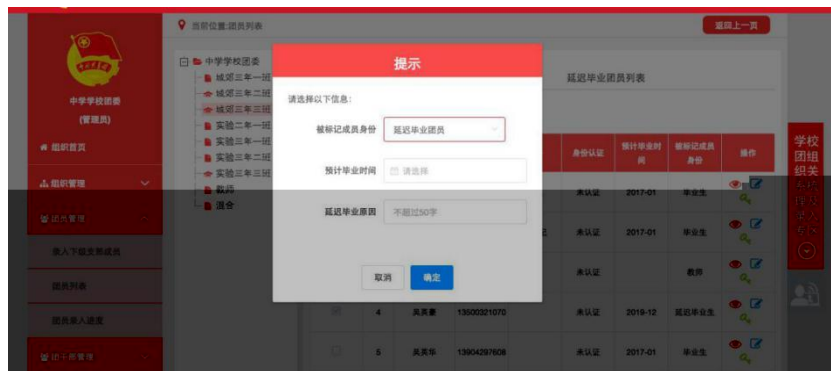 当前位置:团员列表
返回上一页
中学学校团委
(管理员)
组织首页
组织管理
团员管理
录入下级支部成员
团员列表
团员录入进度
中学学校团委
城郊三年一班
城郊三年二班
城郊三年三班
实验二年一班
实验三年一班
实验三年二班
实验三年三班
教师
混合
延迟毕业团员列表
提示
请选择以下信息:
被标记成员身份 延迟毕业团员
预计毕业时间 请选择
延迟毕业原因 不超过50字
取消 确定
身份认证 预计毕业时间 被标记成员身份 操作
未认证 2017-01 毕业生
未认证 2017-01 毕业生
未认证 教师
4 吴英豪 13500321070 未认证 2019-12 延迟毕业生
5 吴英华 13904297608 未认证 2017-01 毕业生
学校
团组
织关